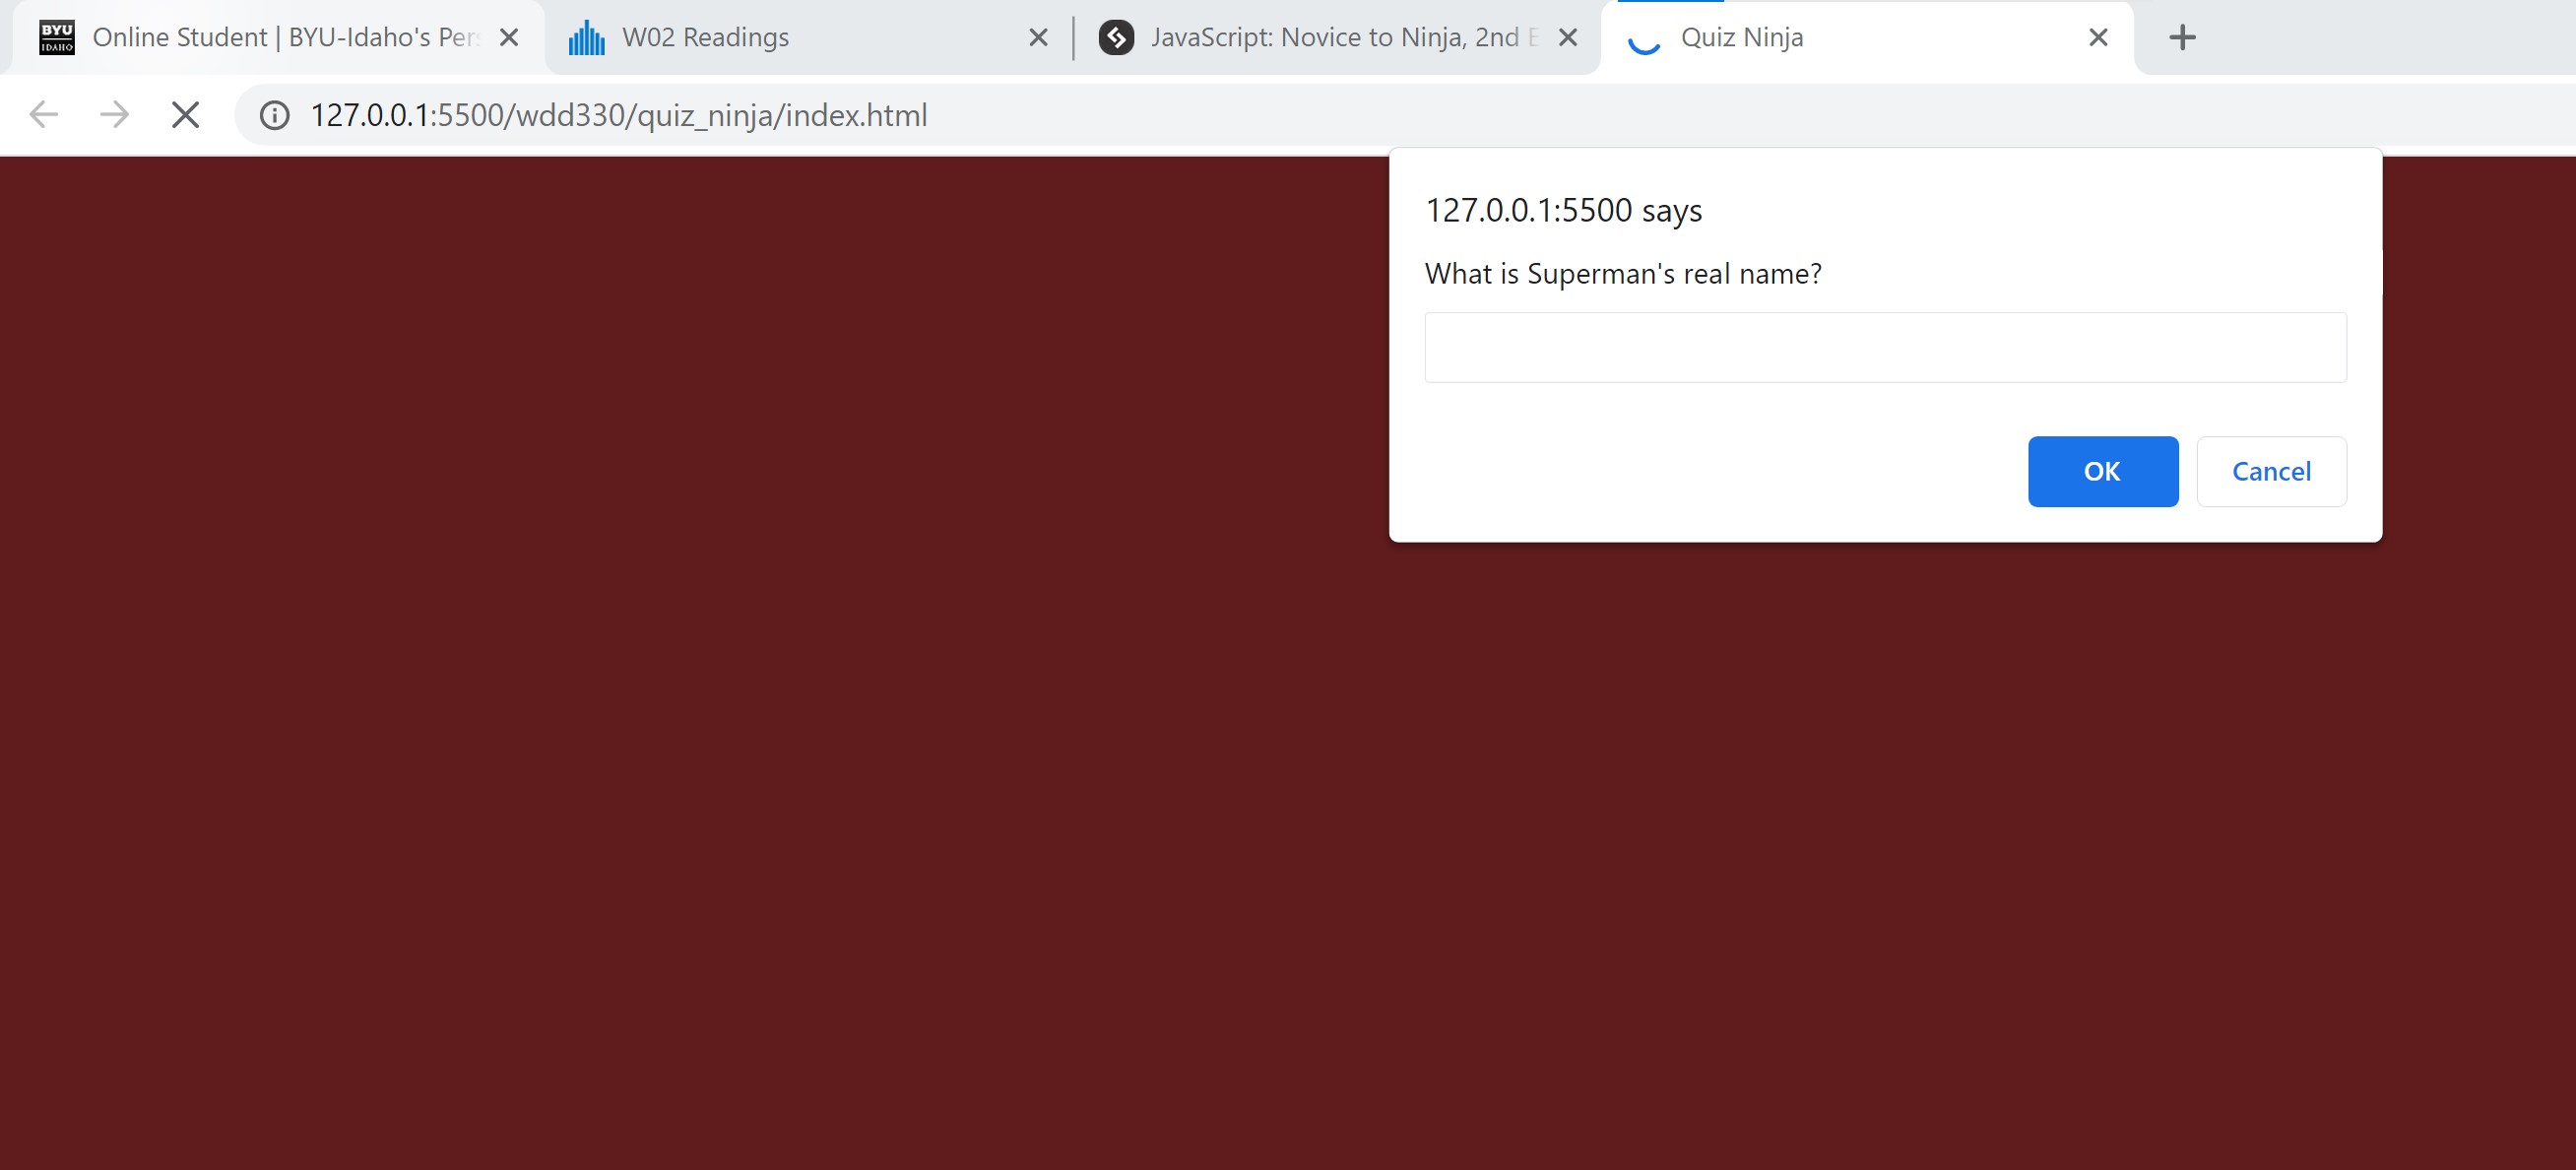 BYU
IDAHO
Online Student | BYU-Idaho's Per
W02 Readings
JavaScript: Novice to Ninja, 2nd E
Quiz Ninja
127.0.0.1:5500/wdd330/quiz_ninja/index.html
127.0.0.1:5500 says
What is Superman's real name?
OK
Cancel